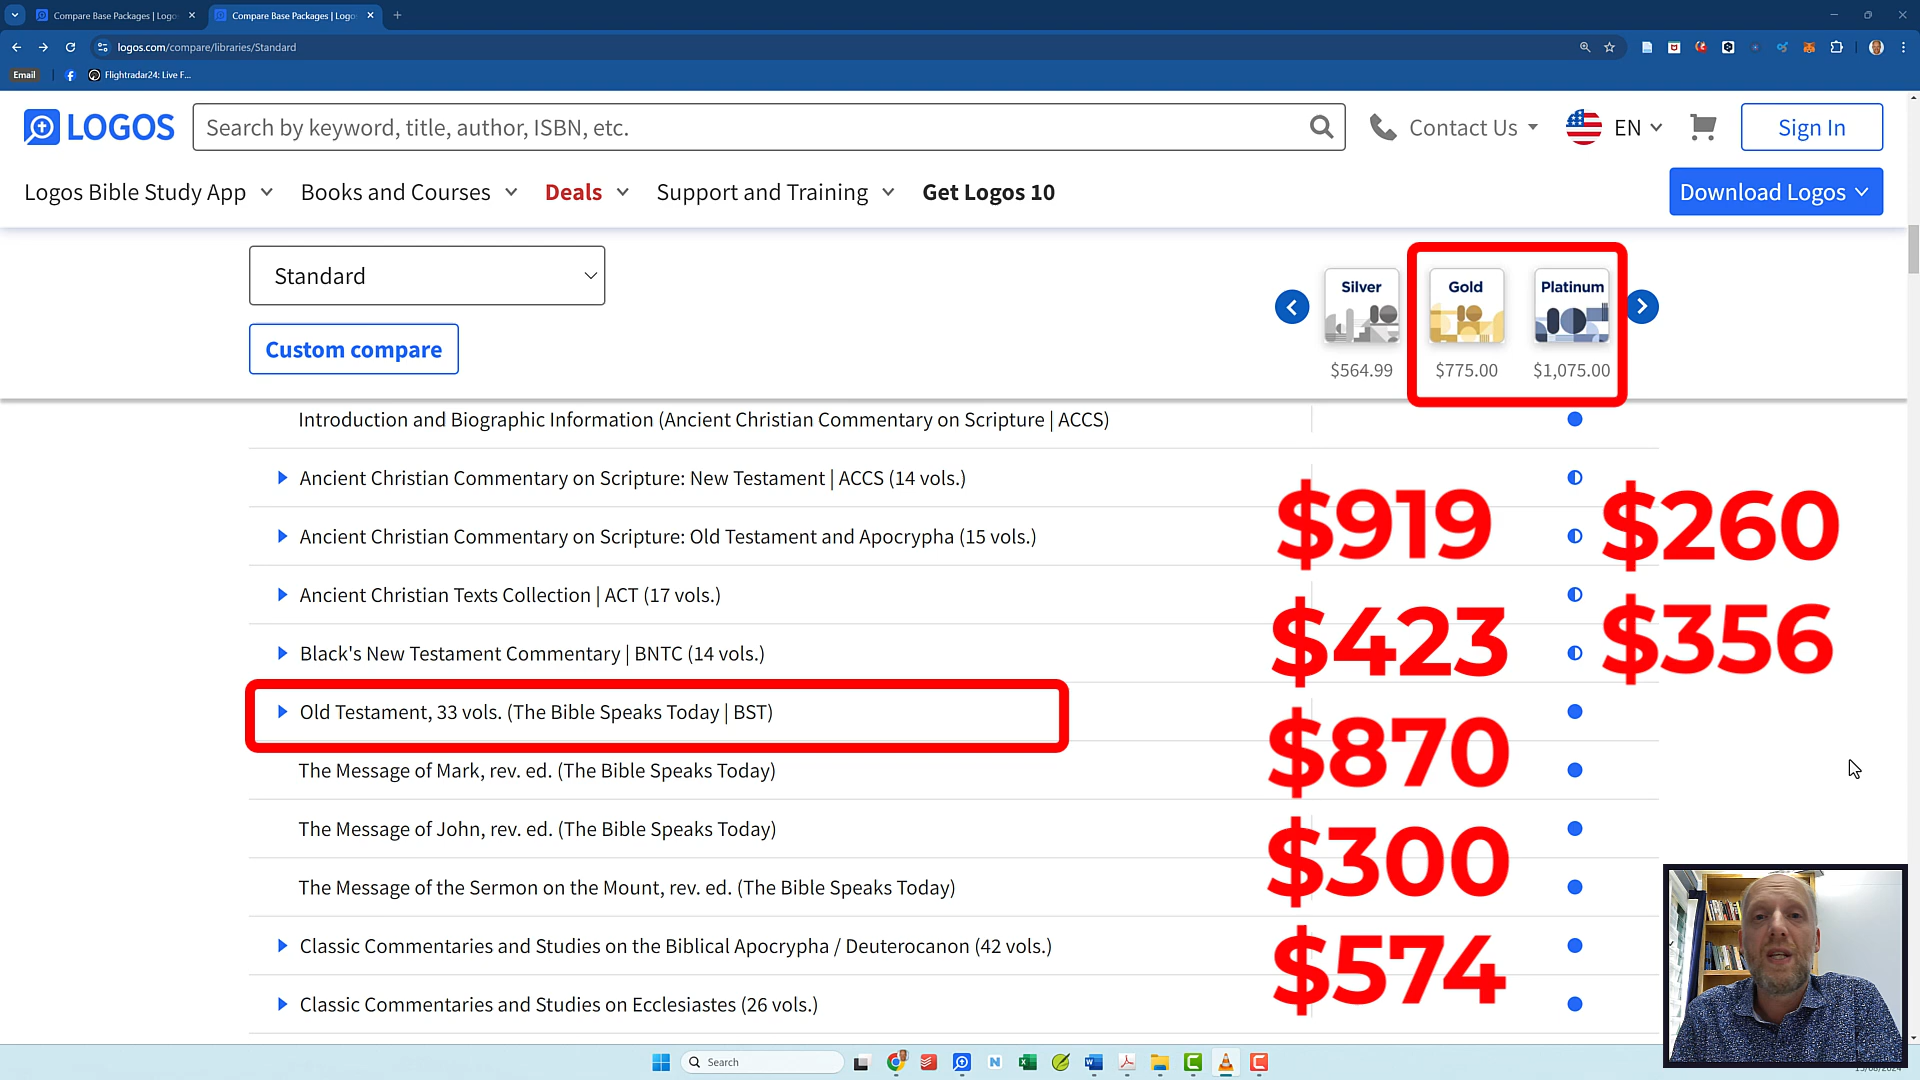 Compare Base Packages | Logo
Compare Base Packages | Logo
logos.com/compare/libraries/Standard
Email
Flightradar24: Live F...
LOGOS
Search by keyword, title, author, ISBN, etc.
Contact Us
EN
Sign In
Logos Bible Study App
Books and Courses
Deals
Support and Training
Get Logos 10
Download Logos
Standard
Custom compare
Silver
Gold
Platinum
$564.99
$775.00
$1,075.00
Introduction and Biographic Information (Ancient Christian Commentary on Scripture | ACCS)
Ancient Christian Commentary on Scripture: New Testament | ACCS (14 vols.)
Ancient Christian Commentary on Scripture: Old Testament and Apocrypha (15 vols.)
$919
$260
Ancient Christian Texts Collection | ACT (17 vols.)
Black's New Testament Commentary | BNTC (14 vols.)
$423
$356
Old Testament, 33 vols. (The Bible Speaks Today | BST)
$870
The Message of Mark, rev. ed. (The Bible Speaks Today)
The Message of John, rev. ed. (The Bible Speaks Today)
$300
The Message of the Sermon on the Mount, rev. ed. (The Bible Speaks Today)
Classic Commentaries and Studies on the Biblical Apocrypha / Deuterocanon (42 vols.)
$574
Classic Commentaries and Studies on Ecclesiastes (26 vols.)
Search